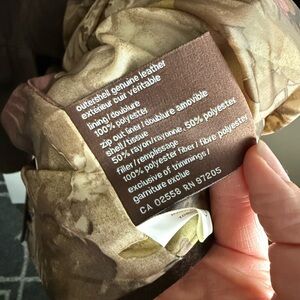 outershell genuine leather
extérieur cuir véritable
lining/doublure
100% polyester
zip out liner/doublure amovible
shell/tissue
50% rayon/rayonne, 50% polyester
filler/remplissage
100% polyester fiber / fibre polyester
exclusive of trimmings /
garniture exclue
CA 02558 RN 97205